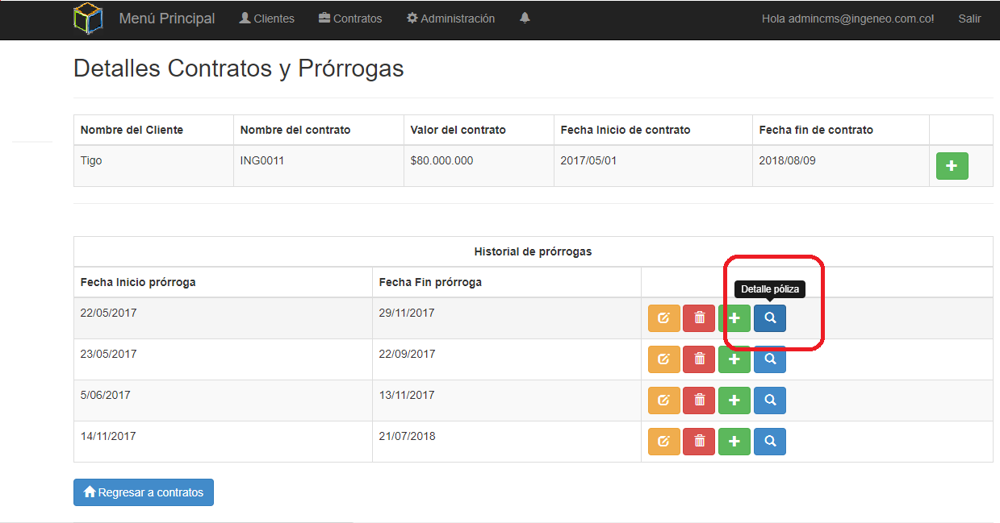 Menú Principal Clientes Contratos Administración Hola admincms@ingeneo.com.co! Salir
Detalles Contratos y Prórrogas
Nombre del Cliente Nombre del contrato Valor del contrato Fecha Inicio de contrato Fecha fin de contrato
Tigo ING0011 $80.000.000 2017/05/01 2018/08/09
Historial de prórrogas
Fecha Inicio prórroga Fecha Fin prórroga
Detalle póliza
22/05/2017 29/11/2017
23/05/2017 22/09/2017
5/06/2017 13/11/2017
14/11/2017 21/07/2018
Regresar a contratos